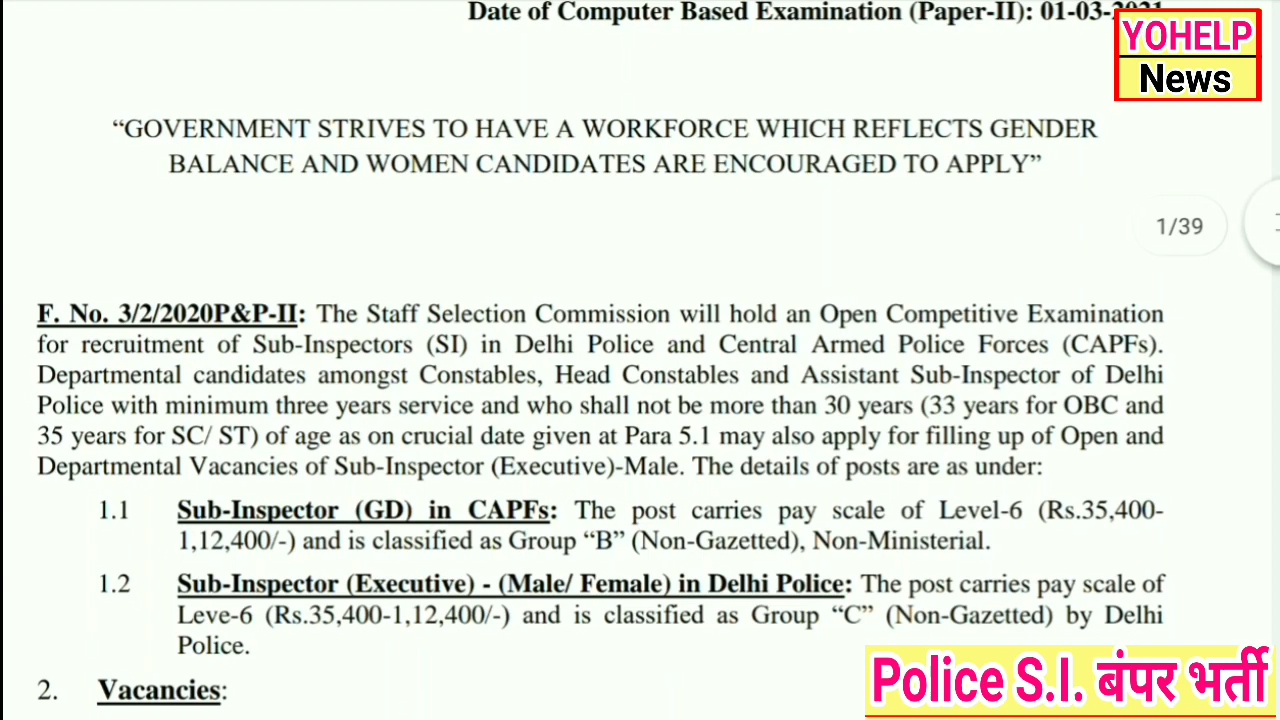 Date of Computer Based Examination (Paper-II): 01-03-2021
YOHELP
News
“GOVERNMENT STRIVES TO HAVE A WORKFORCE WHICH REFLECTS GENDER
BALANCE AND WOMEN CANDIDATES ARE ENCOURAGED TO APPLY”
1/39
F. No. 3/2/2020P&P-II: The Staff Selection Commission will hold an Open Competitive Examination
for recruitment of Sub-Inspectors (SI) in Delhi Police and Central Armed Police Forces (CAPFs).
Departmental candidates amongst Constables, Head Constables and Assistant Sub-Inspector of Delhi
Police with minimum three years service and who shall not be more than 30 years (33 years for OBC and
35 years for SC/ ST) of age as on crucial date given at Para 5.1 may also apply for filling up of Open and
Departmental Vacancies of Sub-Inspector (Executive)-Male. The details of posts are as under:
1.1 Sub-Inspector (GD) in CAPFs: The post carries pay scale of Level-6 (Rs.35,400-
1,12,400/-) and is classified as Group “B” (Non-Gazetted), Non-Ministerial.
1.2 Sub-Inspector (Executive) - (Male/ Female) in Delhi Police: The post carries pay scale of
Leve-6 (Rs.35,400-1,12,400/-) and is classified as Group “C” (Non-Gazetted) by Delhi
Police.
2. Vacancies:
Police S.I. बंपर भर्ती